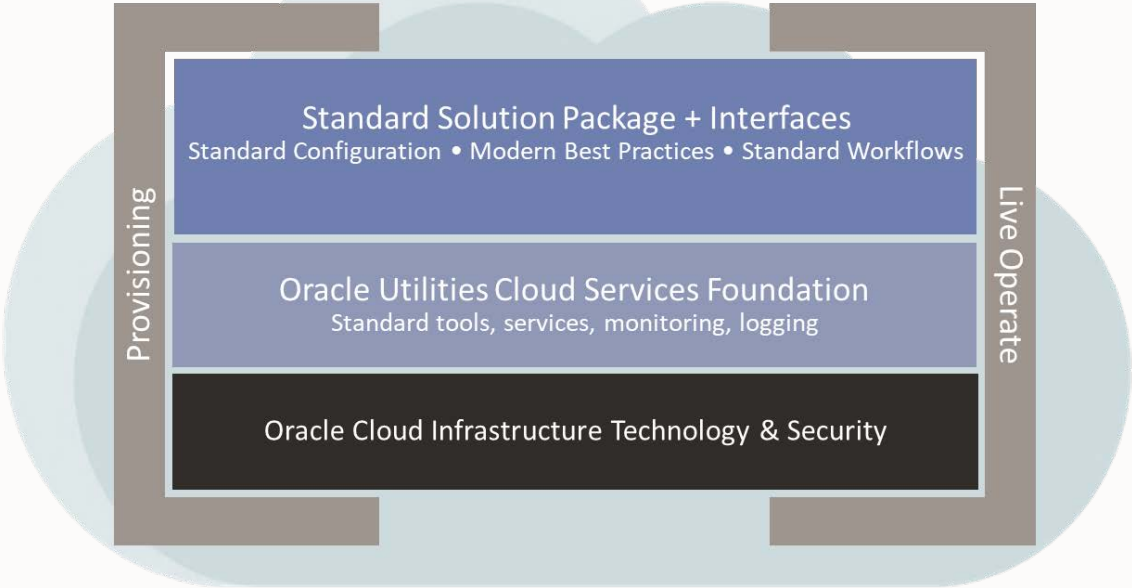 Standard Solution Package + Interfaces
Standard Configuration • Modern Best Practices • Standard Workflows
Provisioning
Live Operate
Oracle Utilities Cloud Services Foundation
Standard tools, services, monitoring, logging
Oracle Cloud Infrastructure Technology & Security